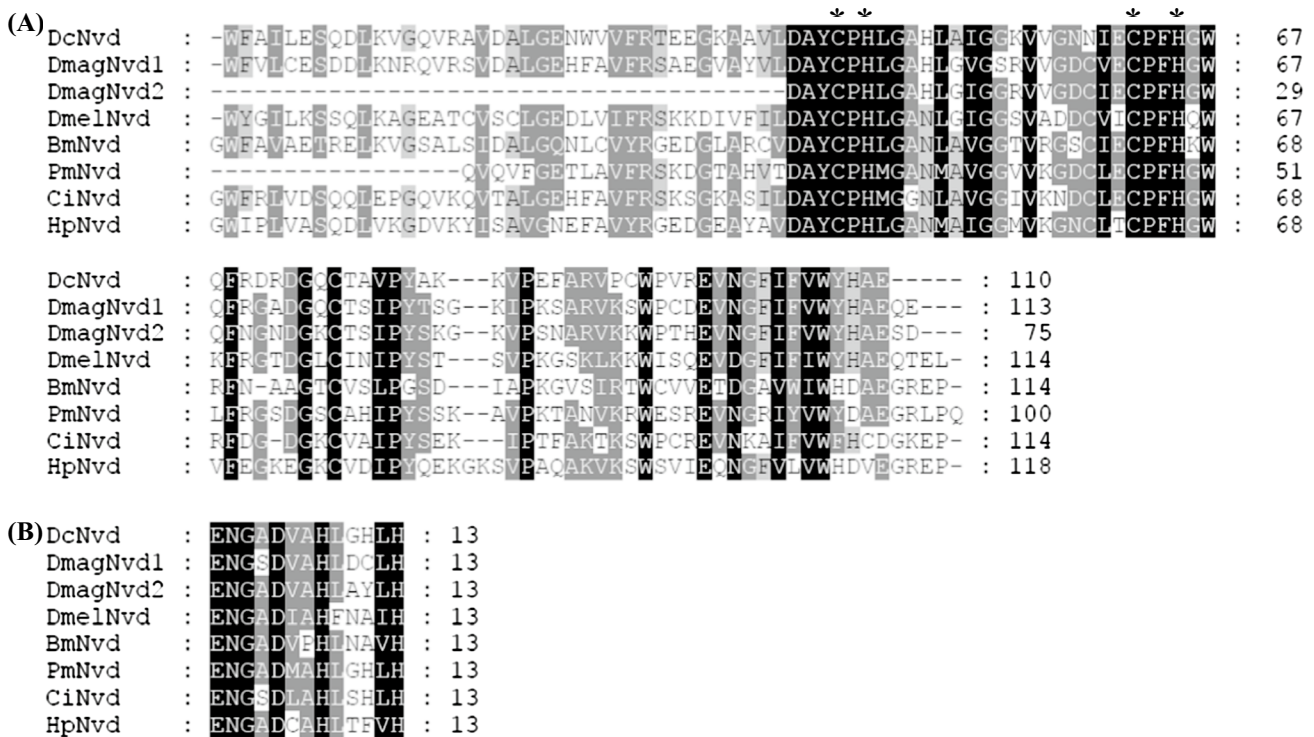 * * * *
(A) DcNvd : -WFAILESQDLKVGQVRAVDALGENWVVFRTEEGKAAVLDAYCPHLGAHLAIGGKVVGNNIECPFHGW : 67
DmagNvd1 : -WFVLCESDDLKNRQVRSVDALGEHFAVFRSAEGVAYVLDAYCPHLGAHLGVGSRVVGDCVECPFHGW : 67
DmagNvd2 : ---------------------------------------DAYCPHLGAHLGIGGRVVGDCIECPFHGW : 29
DmelNvd : -WYGILKSSQLKAGEATCVSCLGEDLVIFRSKKDIVFILDAYCPHLGANLGIGGSVADDCVICPFHQW : 67
BmNvd : GWFAVAETRELKVGSALSIDALGQNLCVYRGEDGLARCVDAYCPHLGANLAVGGTVRGSCIECPFHKW : 68
PmNvd : -----------------QVQVFGETLAVFRSKDGTAHVTDAYCPHMGANMAVGGVVKGDCLECPFHGW : 51
CiNvd : GWFRLVDSQQLEPGQVKQVTALGEHFAVFRSKSGKASILDAYCPHMGGNLAVGGIVKNDCLECPFHGW : 68
HpNvd : GWIPLVASQDLVKGDVKYLSAVGNEFAVYRGEDGEAYAVDAYCPHLGANMAIGGMVKGNCLTCPFHGW : 68
DcNvd : QFRDRDGQCTAVPYAK---KVPEFARVPCWPVREVNGFIFVWYHAE----- : 110
DmagNvd1 : QFRGADGQCTSIPYTSG--KIPKSARVKSWPCDEVNGFIFVWYHAEQE--- : 113
DmagNvd2 : QFNGNDGKCTSIPYSKG--KVPSNARVKKWPTHEVNGFIFVWYHAESD--- : 75
DmelNvd : KFRGTDGLCINIPYST---SVPKGSKLKKWISQEVDGFIFIWYHAEQTEL- : 114
BmNvd : RFN-AAGTCVSLPGSD---IAPKGVSIRTWCVVETDGAVWIWHDAEGREP- : 114
PmNvd : LFRGSDGSCAHIPYSSK--AVPKTANVKRWESREVNGRIYVWYDAEGRLPQ : 100
CiNvd : RFDG-DGKCVAIPYSEK---IPTFAKTKSWPCREVNKAIFVWFHCDGKEP- : 114
HpNvd : VFEGKEGKCVDIPYQEKGKSVPAQAKVKSWSVIEQNGFVLVWHDVEGREP- : 118
(B) DcNvd : ENGADVAHLGHLH : 13
DmagNvd1 : ENGSDVAHLDCLH : 13
DmagNvd2 : ENGADVAHLAYLH : 13
DmelNvd : ENGADIAHFNAIH : 13
BmNvd : ENGADVPHLNAVH : 13
PmNvd : ENGADMAHLGHLH : 13
CiNvd : ENGSDLAHLSHLH : 13
HpNvd : ENGADCAHLTFVH : 13